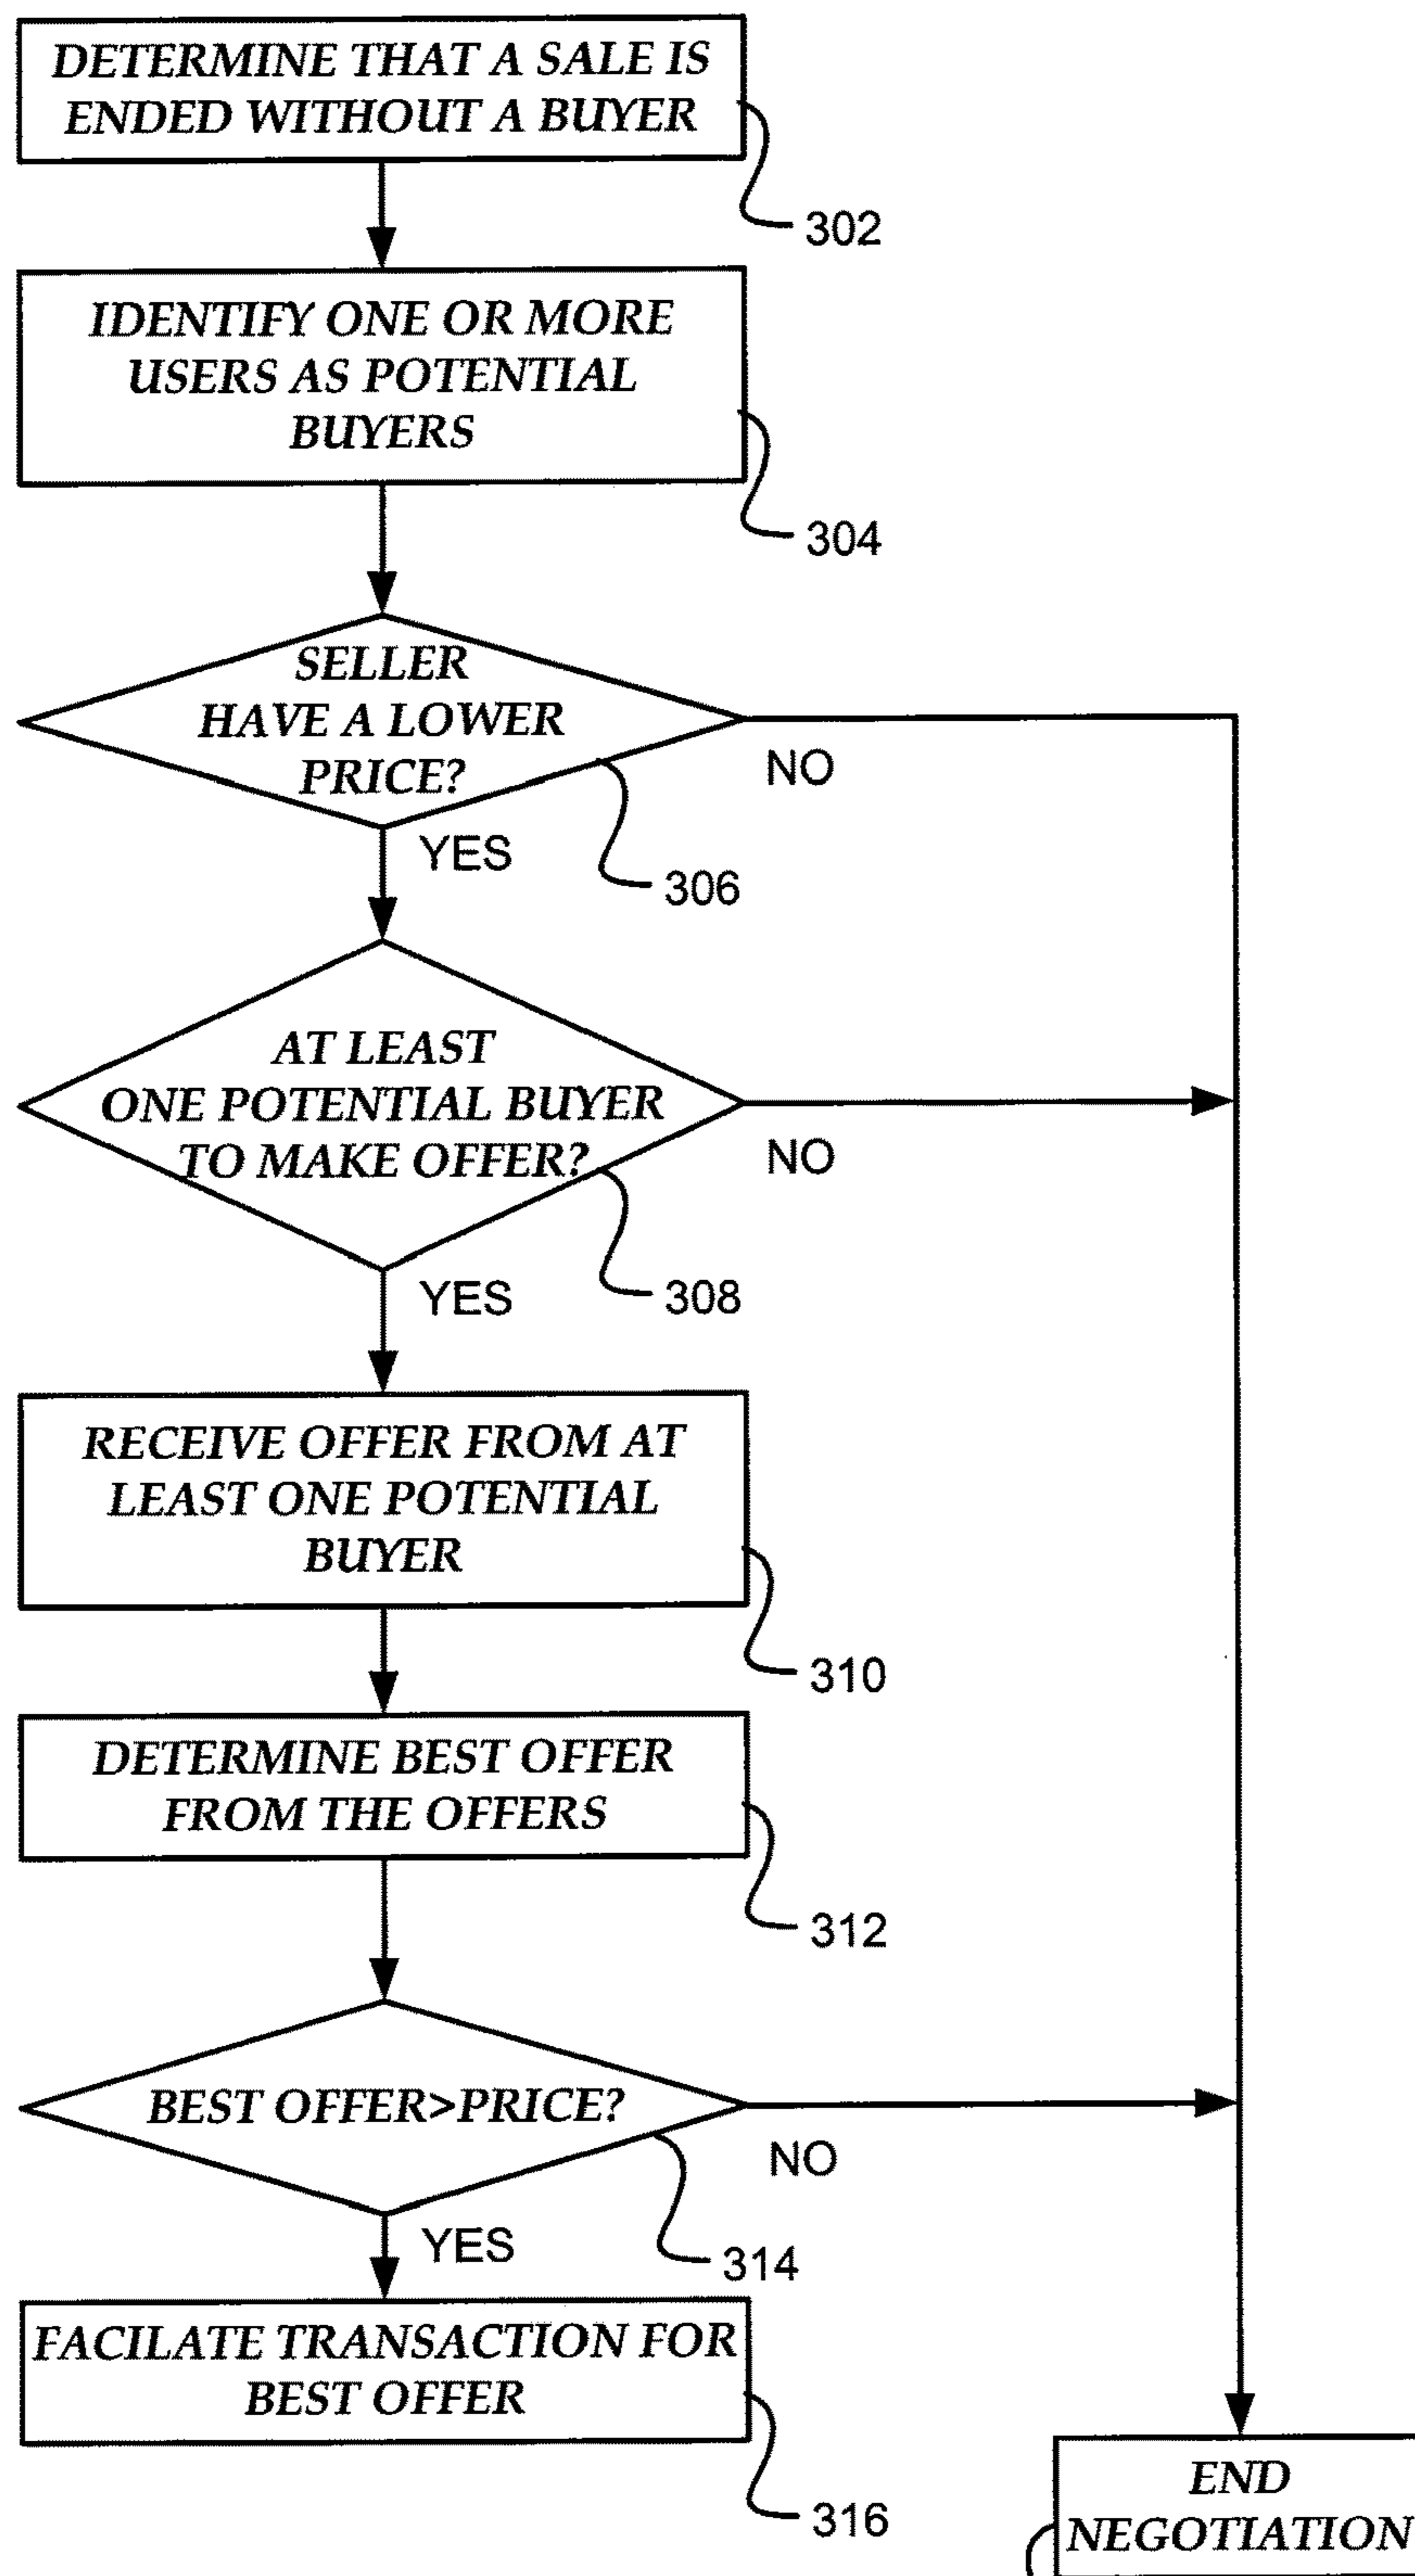 DETERMINE THAT A SALE IS
ENDED WITHOUT A BUYER
302
IDENTIFY ONE OR MORE
USERS AS POTENTIAL
BUYERS
304
SELLER
HAVE A LOWER
PRICE?
NO
YES
306
AT LEAST
ONE POTENTIAL BUYER
TO MAKE OFFER?
NO
YES
308
RECEIVE OFFER FROM AT
LEAST ONE POTENTIAL
BUYER
310
DETERMINE BEST OFFER
FROM THE OFFERS
312
BEST OFFER>PRICE?
NO
YES
314
FACILATE TRANSACTION FOR
BEST OFFER
316
END
NEGOTIATION